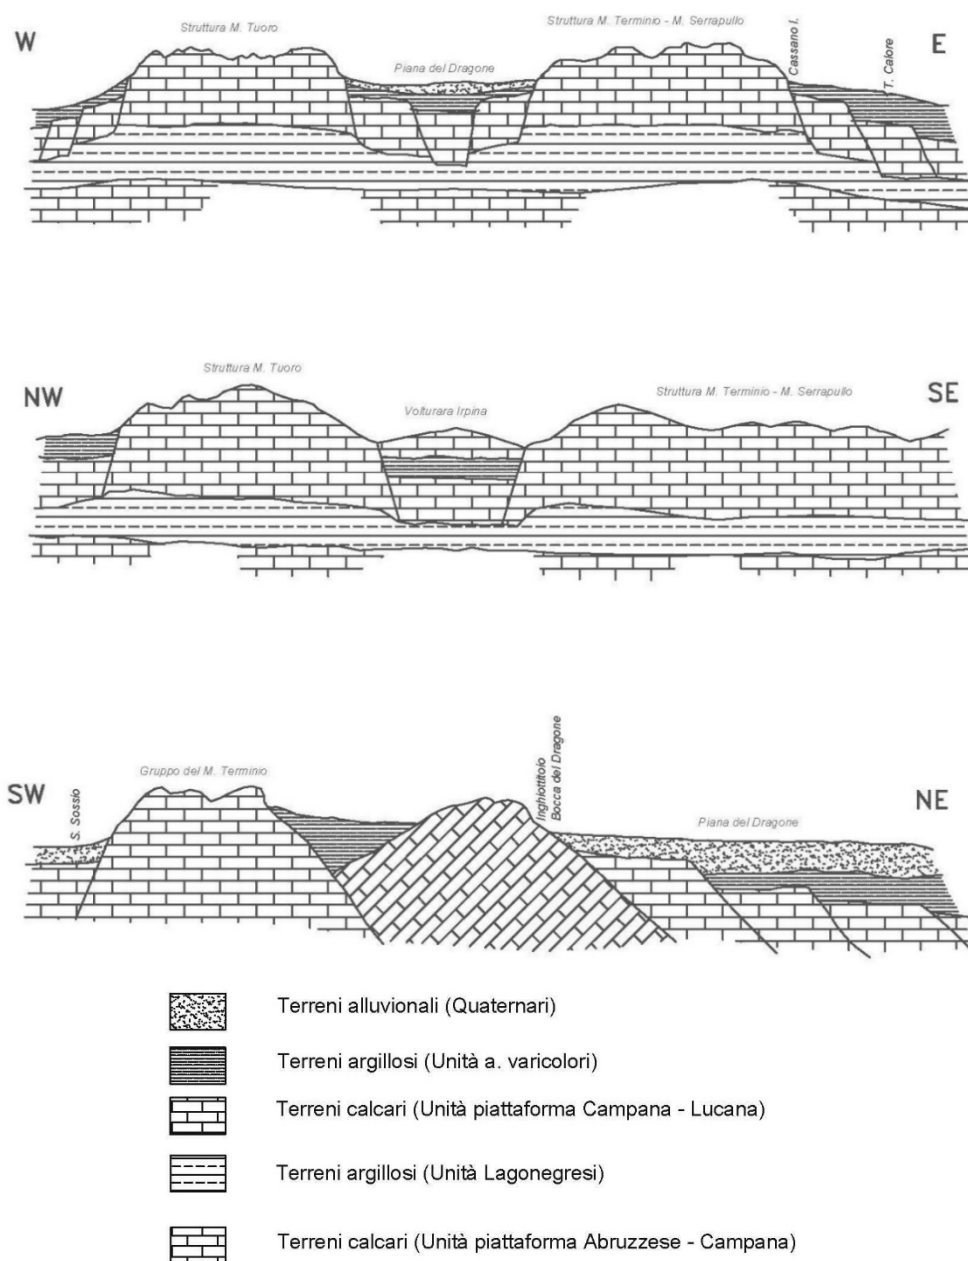 W
Struttura M. Tuoro
Piana del Dragone
Struttura M. Terminio - M. Serrapullo
Cassano I.
T. Calore
E
NW
Struttura M. Tuoro
Volturara Irpina
Struttura M. Terminio - M. Serrapullo
SE
SW
S. Sossio
Gruppo del M. Terminio
Inghiottitoio
Bocca del Dragone
Piana del Dragone
NE
Terreni alluvionali (Quaternari)
Terreni argillosi (Unità a. varicolori)
Terreni calcari (Unità piattaforma Campana - Lucana)
Terreni argillosi (Unità Lagonegresi)
Terreni calcari (Unità piattaforma Abruzzese - Campana)